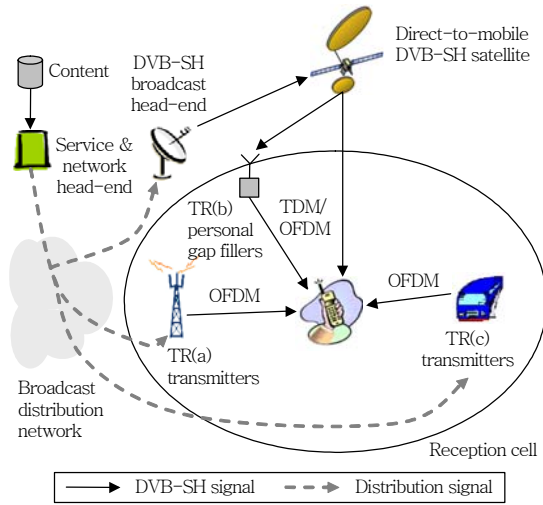 Content
DVB-SH
broadcast
head-end
Direct-to-mobile
DVB-SH satellite
Service &
network
head-end
TR(b)
personal
gap fillers
TDM/
OFDM
OFDM
OFDM
TR(a)
transmitters
TR(c)
transmitters
Broadcast
distribution
network
Reception cell
DVB-SH signal
Distribution signal